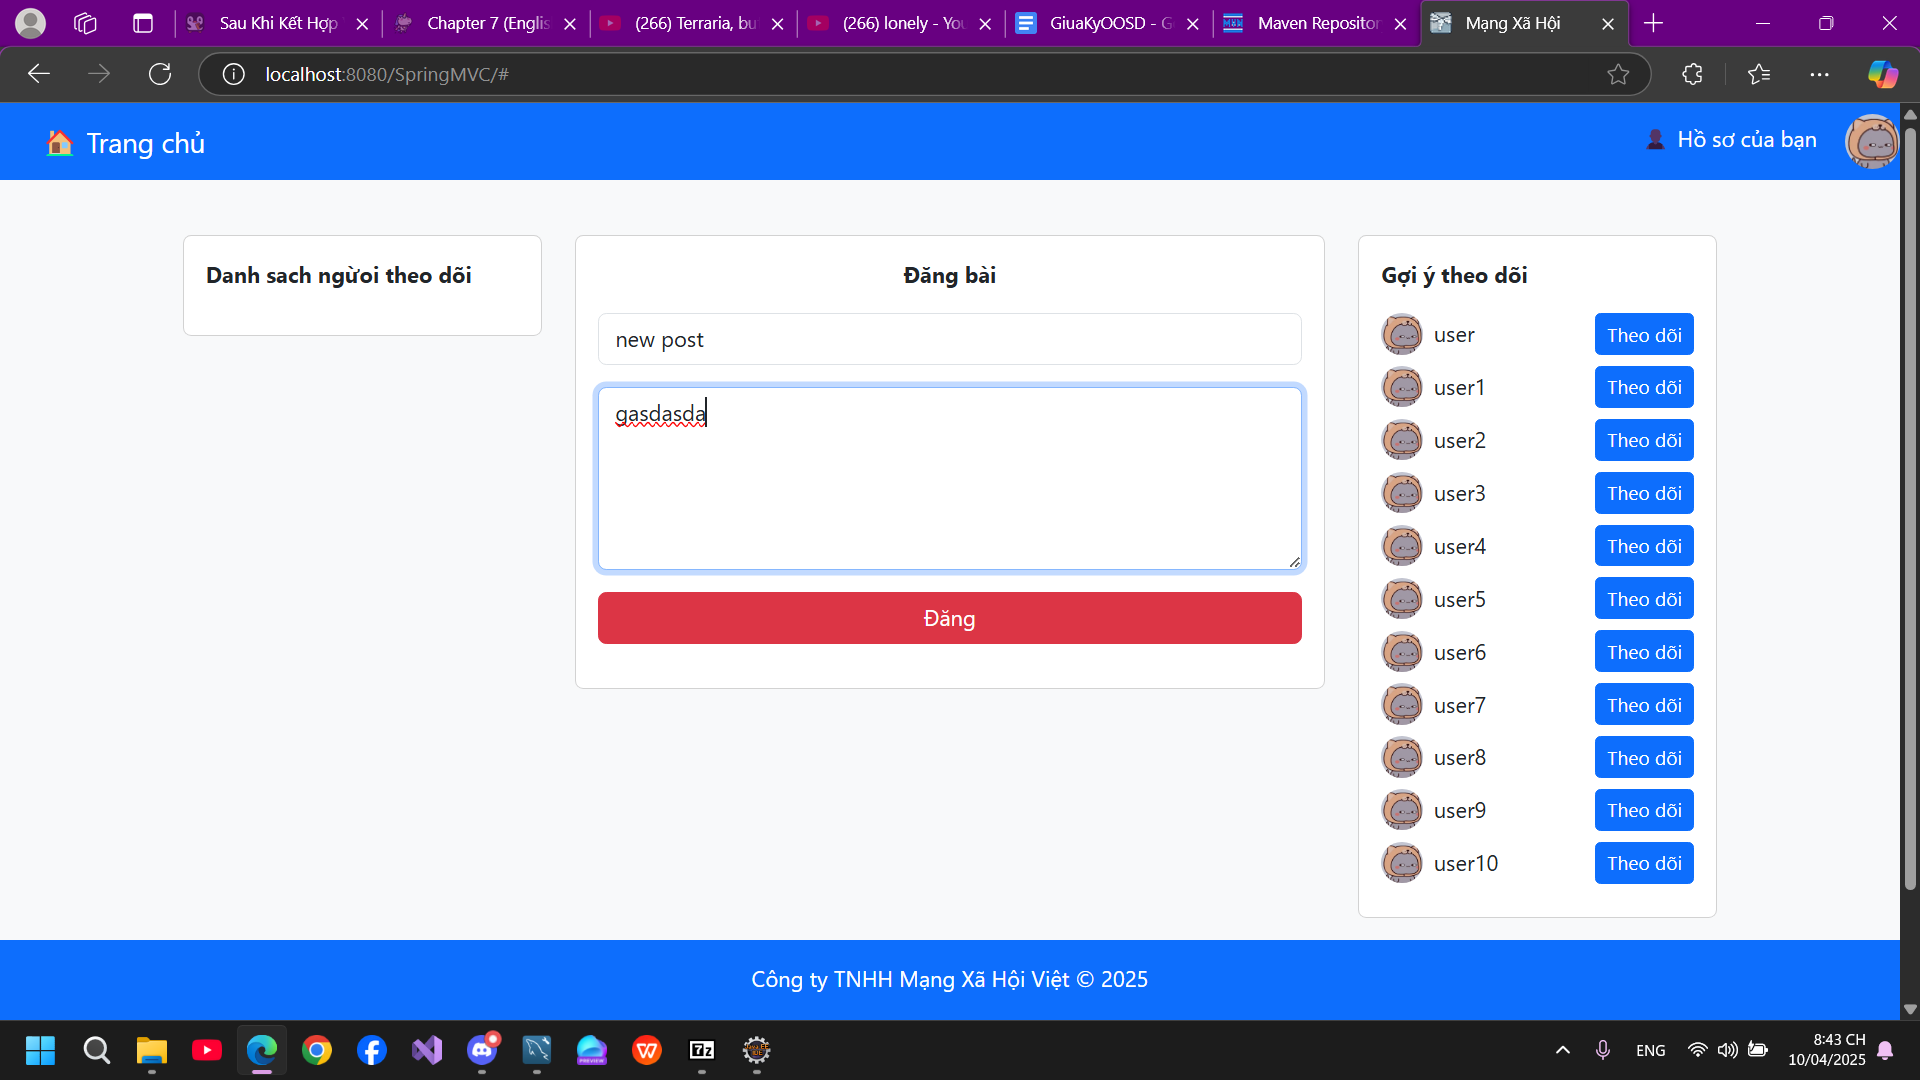 Sau Khi Kết Hợp
Chapter 7 (Englis
(266) Terraria, bu
(266) lonely - You
GiuaKyOOSD - G
Maven Repositor
Mạng Xã Hội
localhost:8080/SpringMVC/#
Trang chủ
Hồ sơ của bạn
Danh sach ngừoi theo dõi
Đăng bài
new post
gasdasda
Đăng
Gợi ý theo dõi
user Theo dõi
user1 Theo dõi
user2 Theo dõi
user3 Theo dõi
user4 Theo dõi
user5 Theo dõi
user6 Theo dõi
user7 Theo dõi
user8 Theo dõi
user9 Theo dõi
user10 Theo dõi
Công ty TNHH Mạng Xã Hội Việt © 2025
ENG
8:43 CH
10/04/2025